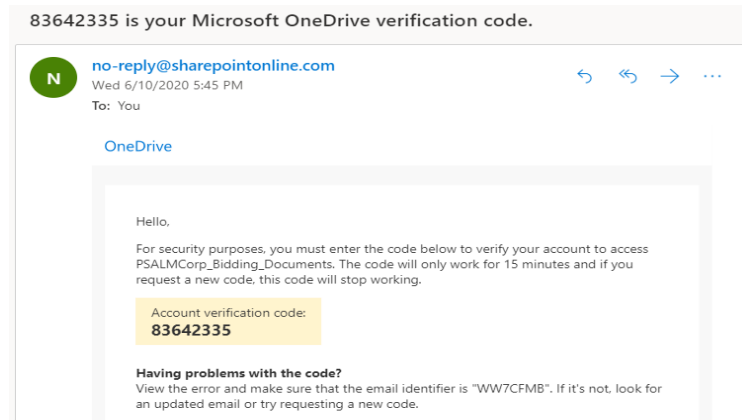 83642335 is your Microsoft OneDrive verification code.
N
no-reply@sharepointonline.com
Wed 6/10/2020 5:45 PM
To: You
OneDrive
Hello,
For security purposes, you must enter the code below to verify your account to access
PSALMCorp_Bidding_Documents. The code will only work for 15 minutes and if you
request a new code, this code will stop working.
Account verification code:
83642335
Having problems with the code?
View the error and make sure that the email identifier is "WW7CFMB". If it's not, look for
an updated email or try requesting a new code.